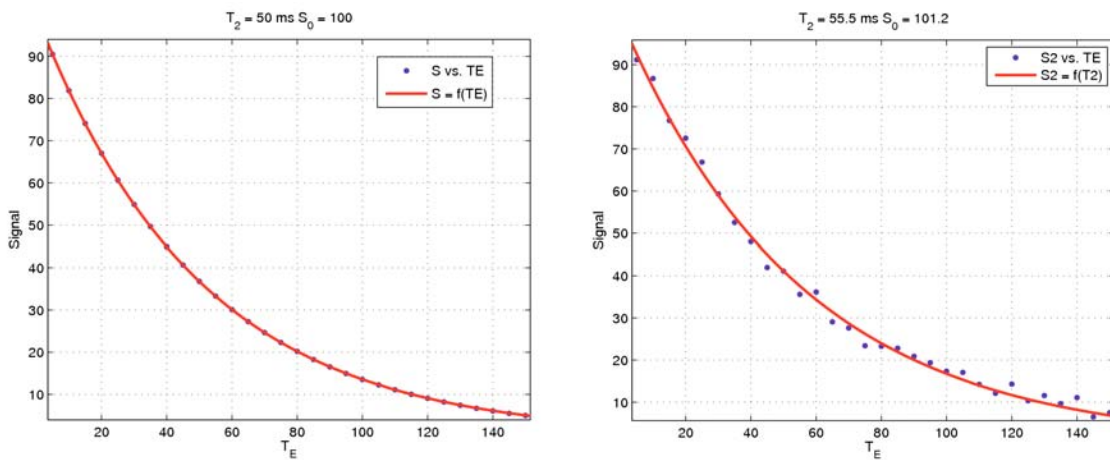 T2 = 50 ms S0 = 100
90
80
70
60
50
40
30
20
10
Signal
S vs. TE
S = f(TE)
20 40 60 80 100 120 140
TE
T2 = 55.5 ms S0 = 101.2
90
80
70
60
50
40
30
20
10
Signal
S2 vs. TE
S2 = f(T2)
20 40 60 80 100 120 140
TE